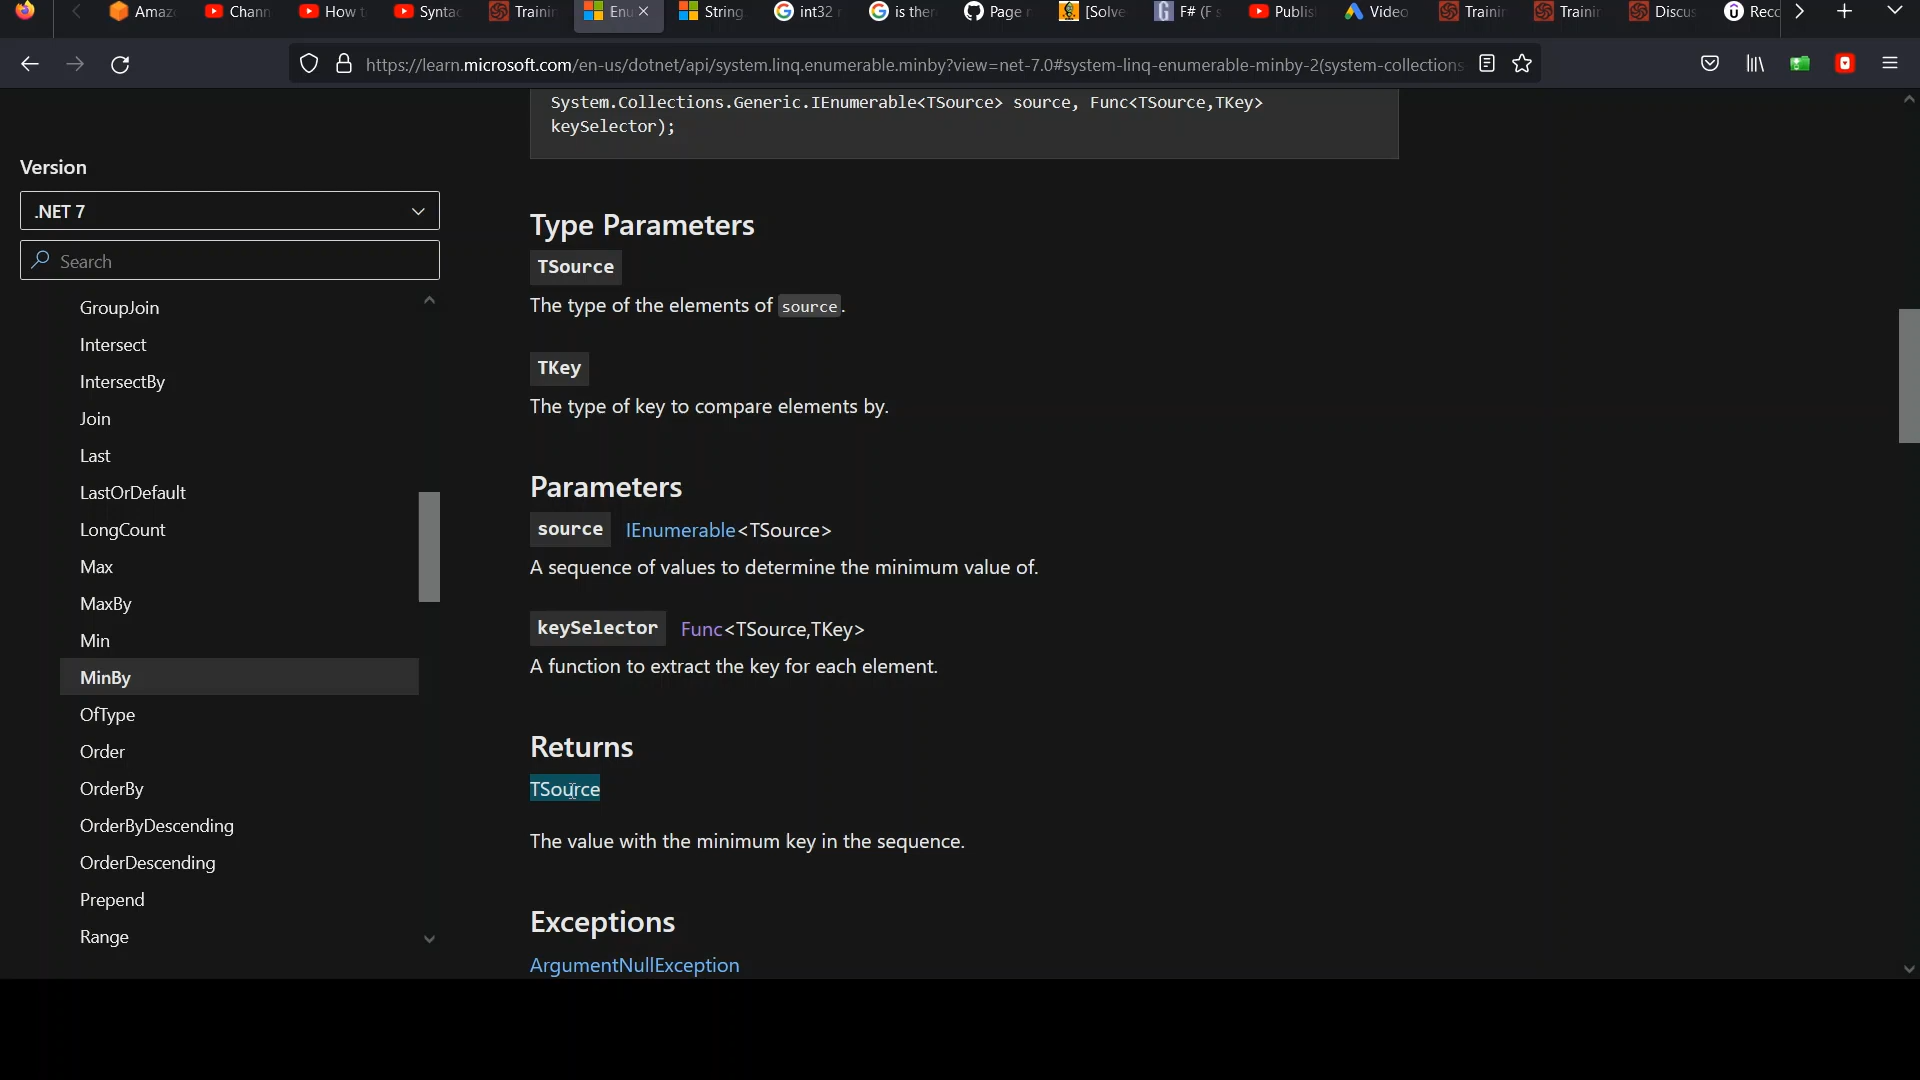 Amaz
Chann
How t
Syntac
Trainin
Enu
String
int32 r
is ther
Page n
[Solve
F# (F s
Publis
Video
Trainin
Trainin
Discus
Reco
https://learn.microsoft.com/en-us/dotnet/api/system.linq.enumerable.minby?view=net-7.0#system-linq-enumerable-minby-2(system-collections
System.Collections.Generic.IEnumerable<TSource> source, Func<TSource,TKey>
keySelector);
Version
.NET 7
Search
GroupJoin
Intersect
IntersectBy
Join
Last
LastOrDefault
LongCount
Max
MaxBy
Min
MinBy
OfType
Order
OrderBy
OrderByDescending
OrderDescending
Prepend
Range
Type Parameters
TSource
The type of the elements of source.
TKey
The type of key to compare elements by.
Parameters
source IEnumerable<TSource>
A sequence of values to determine the minimum value of.
keySelector Func<TSource,TKey>
A function to extract the key for each element.
Returns
TSource
The value with the minimum key in the sequence.
Exceptions
ArgumentNullException